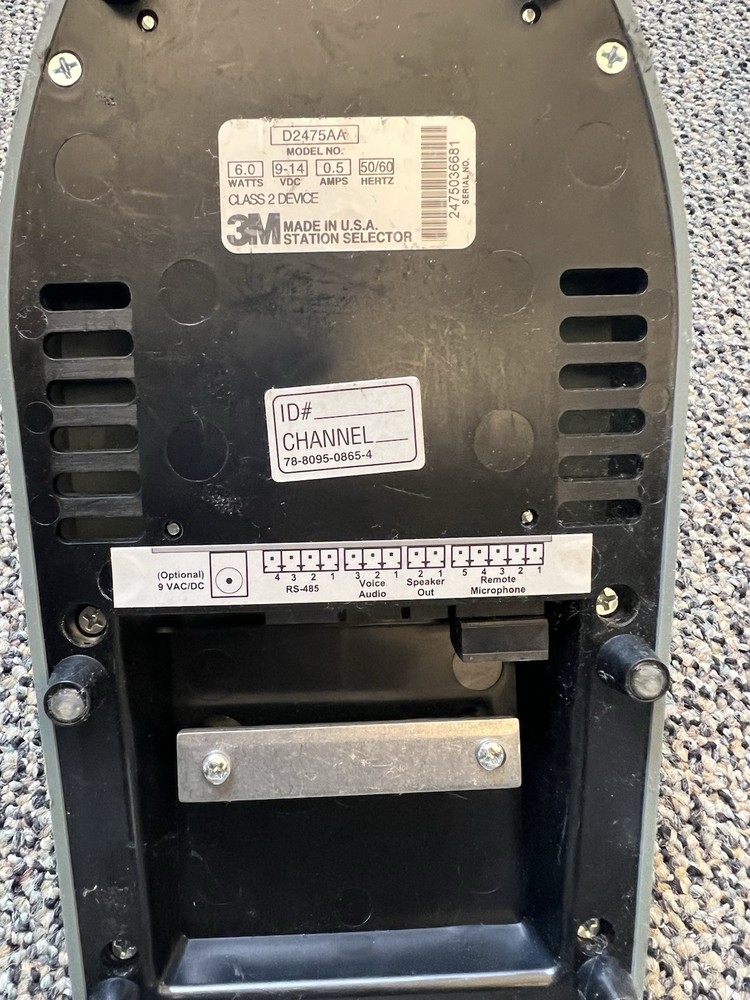 D2475AA
MODEL NO.
6.0 9-14 0.5 50/60
WATTS VDC AMPS HERTZ
CLASS 2 DEVICE
3M MADE IN U.S.A.
STATION SELECTOR
2475036681
SERIAL NO.
ID#
CHANNEL
78-8095-0865-4
(Optional)
9 VAC/DC
4 3 2 1
RS-485
3 2 1
Voice
Audio
2 1
Speaker
Out
5 4 3 2 1
Remote
Microphone